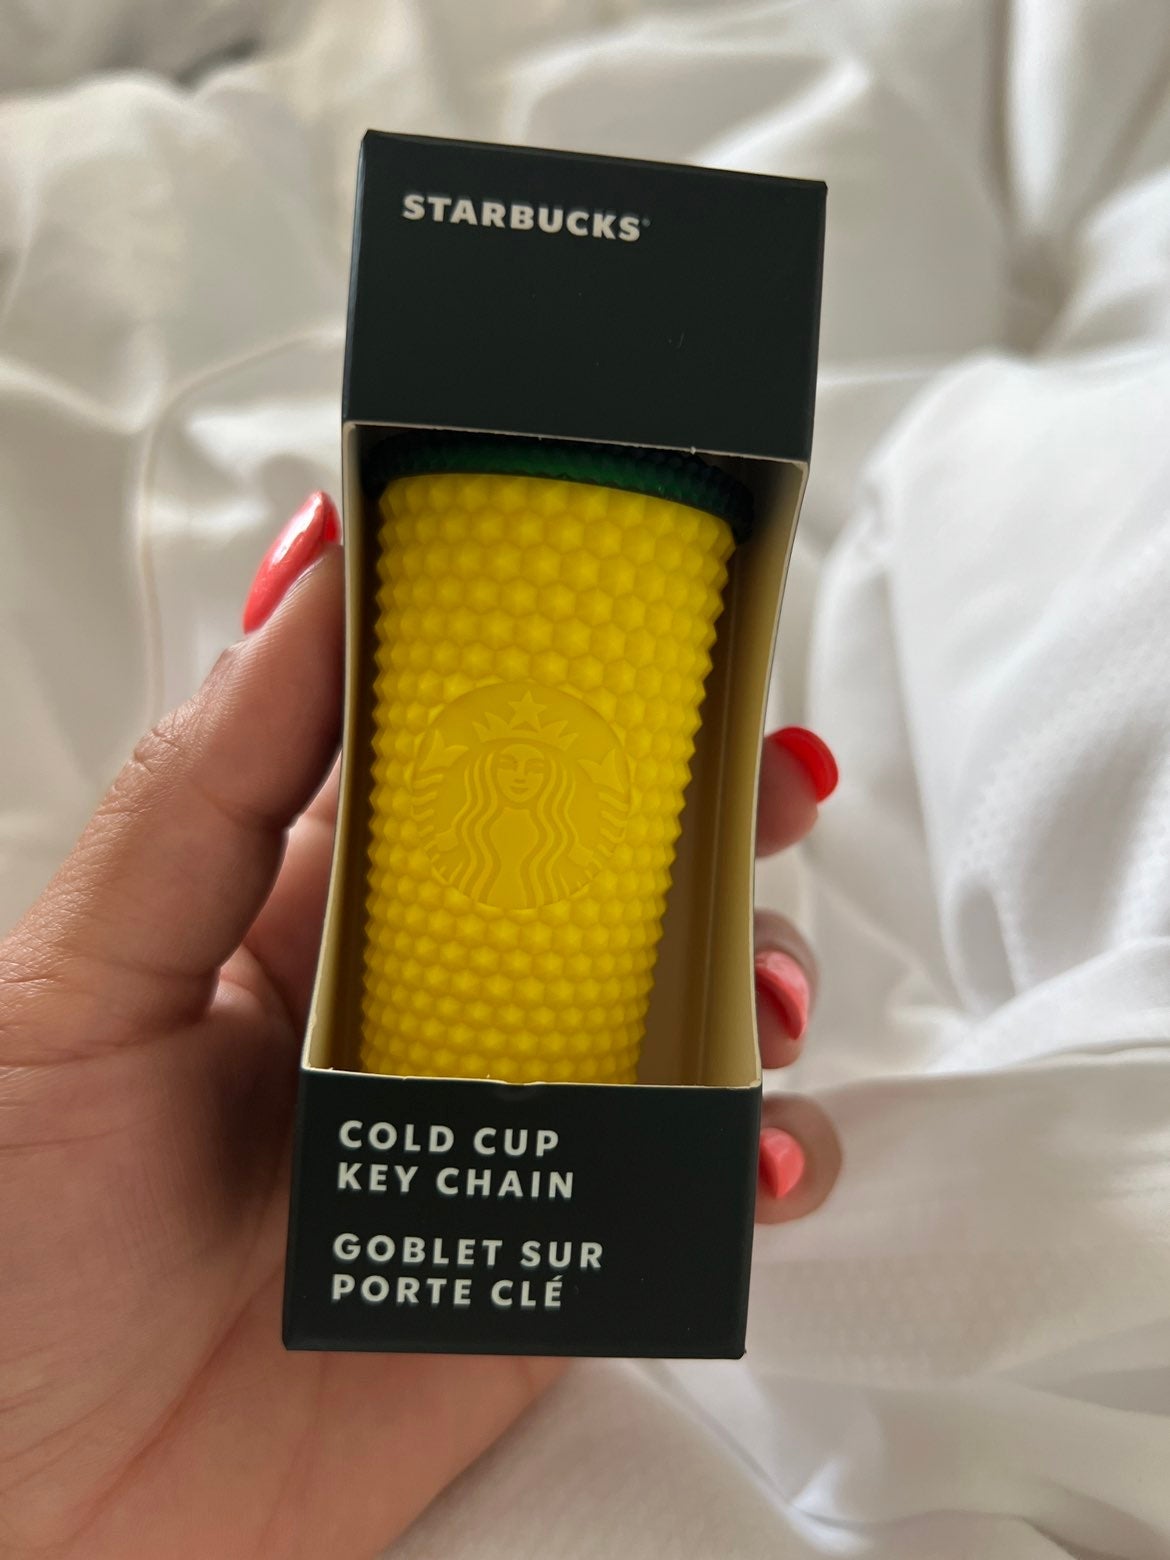 STARBUCKS
COLD CUP
KEY CHAIN
GOBLET SUR
PORTE CLÉ